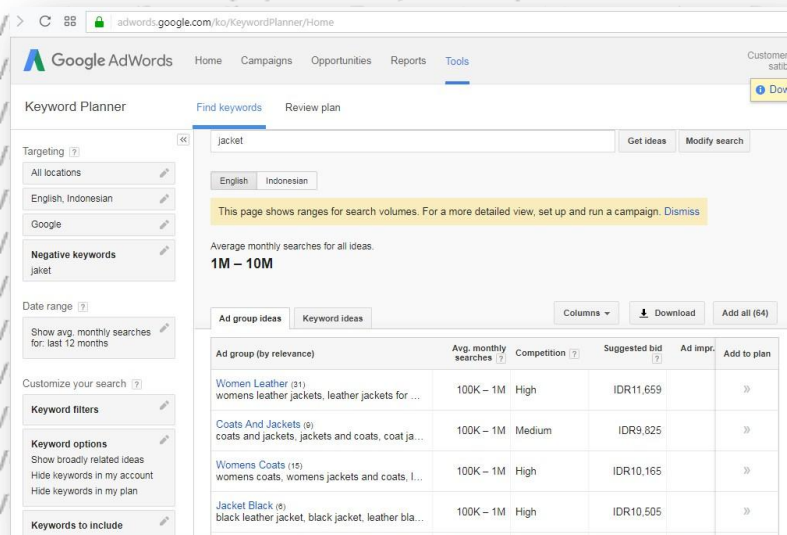 adwords.google.com/ko/KeywordPlanner/Home
Google AdWords Home Campaigns Opportunities Reports Tools
Customer
Keyword Planner Find keywords Review plan
jacket Get ideas Modify search
Targeting ?
All locations
English, Indonesian
Google
Negative keywords
jaket
Date range ?
Show avg. monthly searches
for: last 12 months
Customize your search ?
Keyword filters
Keyword options
Show broadly related ideas
Hide keywords in my account
Hide keywords in my plan
Keywords to include
English Indonesian
This page shows ranges for search volumes. For a more detailed view, set up and run a campaign. Dismiss
Average monthly searches for all ideas.
1M – 10M
Ad group ideas Keyword ideas Columns Download Add all (64)
Ad group (by relevance) Avg. monthly searches ? Competition ? Suggested bid ? Ad impr. Add to plan
Women Leather (31) 100K – 1M High IDR11,659
womens leather jackets, leather jackets for ...
Coats And Jackets (9) 100K – 1M Medium IDR9,825
coats and jackets, jackets and coats, coat ja...
Womens Coats (15) 100K – 1M High IDR10,165
womens coats, womens jackets and coats, l...
Jacket Black (6) 100K – 1M High IDR10,505
black leather jacket, black jacket, leather bla...